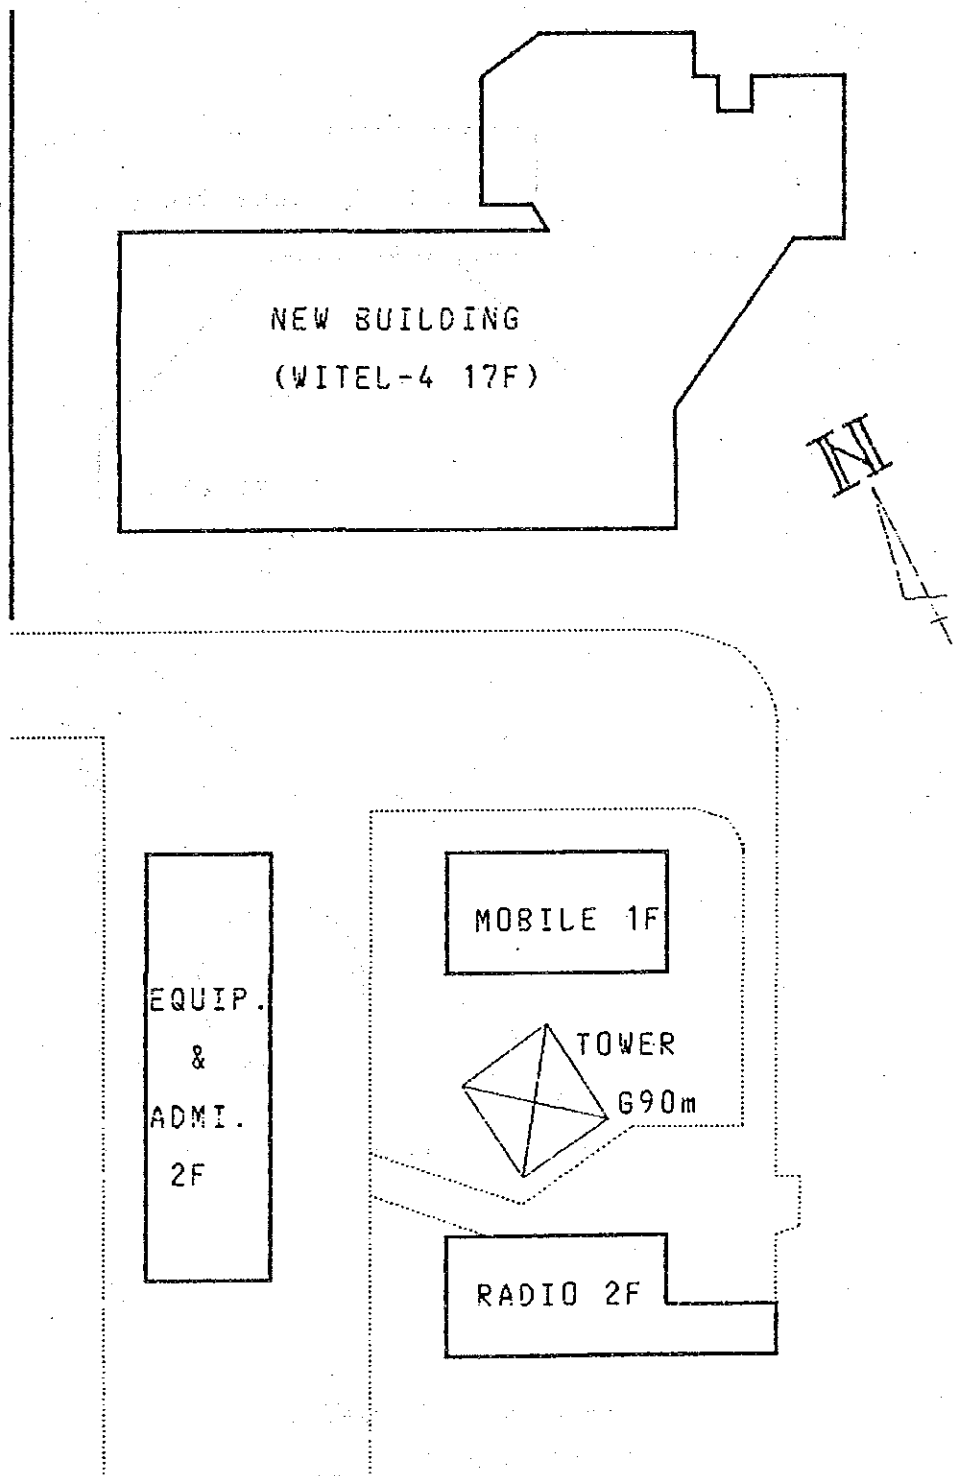 NEW BUILDING
(WITEL-4 17F)
N
MOBILE 1F
EQUIP.
&
ADMI.
2F
TOWER
G90m
RADIO 2F